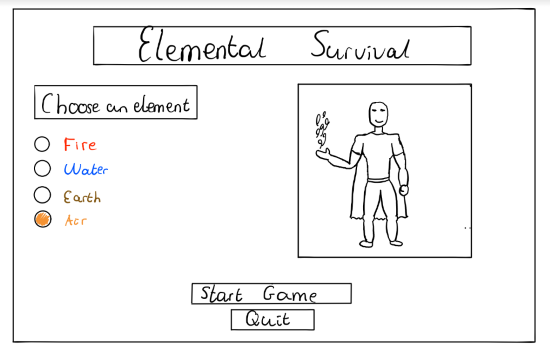 Elemental Survival
Choose an element
Fire
Water
Earth
Air
Start Game
Quit